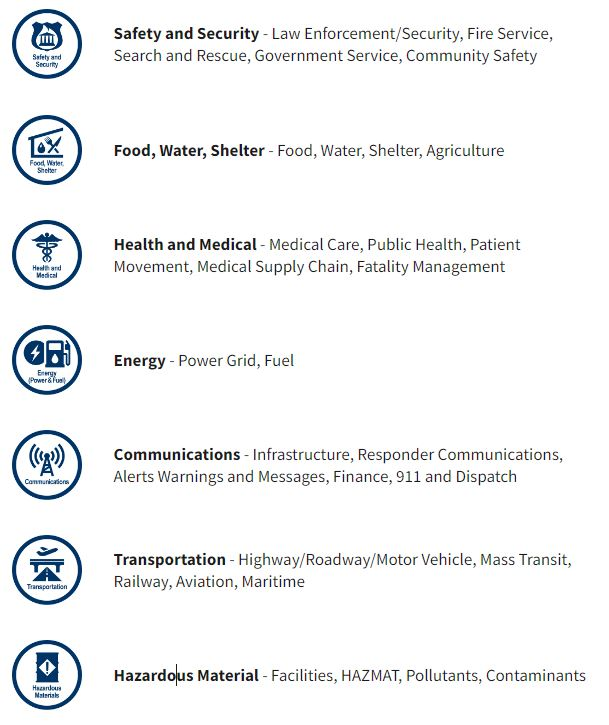 Safety and
Security
Safety and Security - Law Enforcement/Security, Fire Service,
Search and Rescue, Government Service, Community Safety
Food, Water,
Shelter
Food, Water, Shelter - Food, Water, Shelter, Agriculture
Health and
Medical
Health and Medical - Medical Care, Public Health, Patient
Movement, Medical Supply Chain, Fatality Management
Energy
(Power & Fuel)
Energy - Power Grid, Fuel
Communications
Communications - Infrastructure, Responder Communications,
Alerts Warnings and Messages, Finance, 911 and Dispatch
Transportation
Transportation - Highway/Roadway/Motor Vehicle, Mass Transit,
Railway, Aviation, Maritime
Hazardous
Materials
Hazardous Material - Facilities, HAZMAT, Pollutants, Contaminants